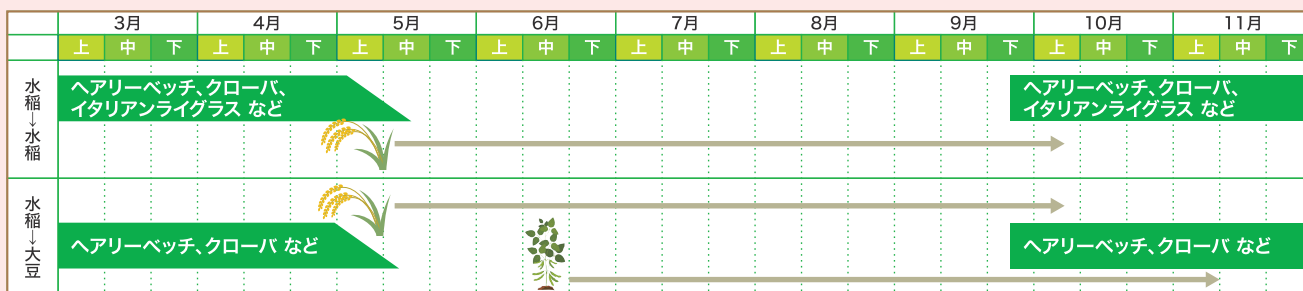 3月 4月 5月 6月 7月 8月 9月 10月 11月
上 中 下 上 中 下 上 中 下 上 中 下 上 中 下 上 中 下 上 中 下 上 中 下 上 中 下
水稲→水稲
ヘアリーベッチ、クローバ、
イタリアンライグラス など
ヘアリーベッチ、クローバ、
イタリアンライグラス など
水稲→大豆
ヘアリーベッチ、クローバ など
ヘアリーベッチ、クローバ など